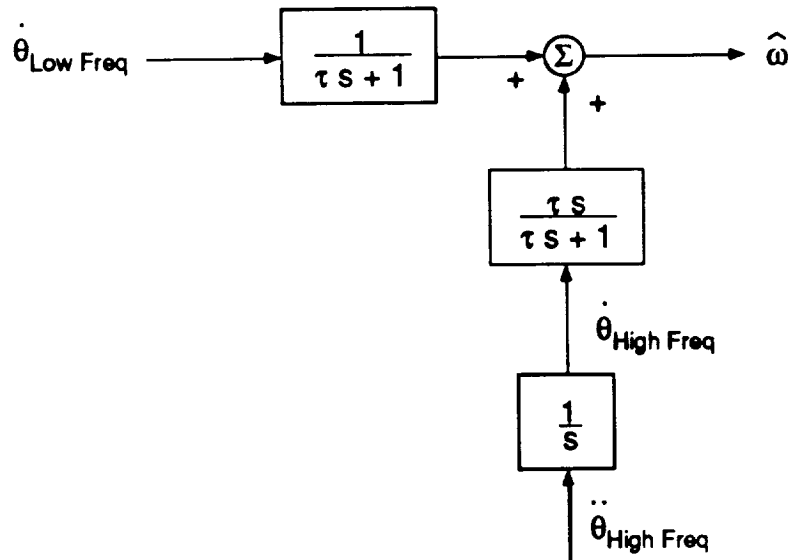 θ̇Low Freq
1
τ s + 1
+
Σ
ω̂
+
τ s
τ s + 1
θ̇High Freq
1
s
θ̈High Freq